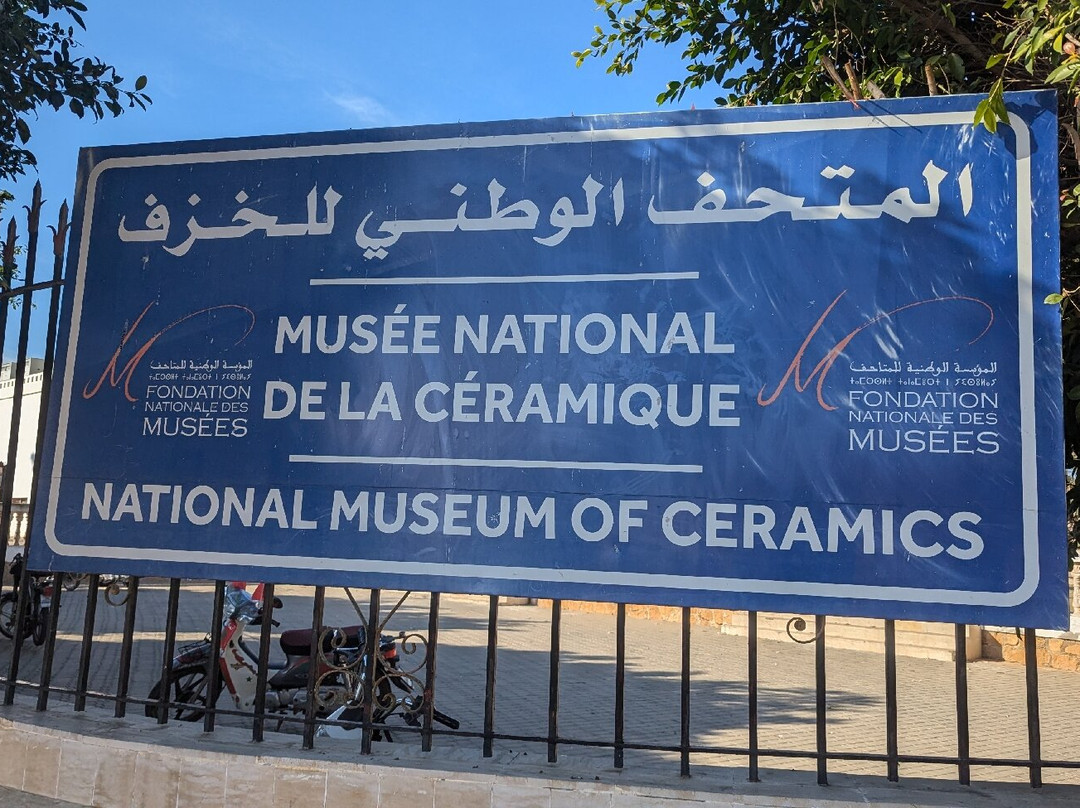 المتحف الوطني للخزف
MUSÉE NATIONAL
DE LA CÉRAMIQUE
NATIONAL MUSEUM OF CERAMICS
المؤسسة الوطنية للمتاحف
FONDATION
NATIONALE DES
MUSÉES
المؤسسة الوطنية للمتاحف
FONDATION
NATIONALE DES
MUSÉES